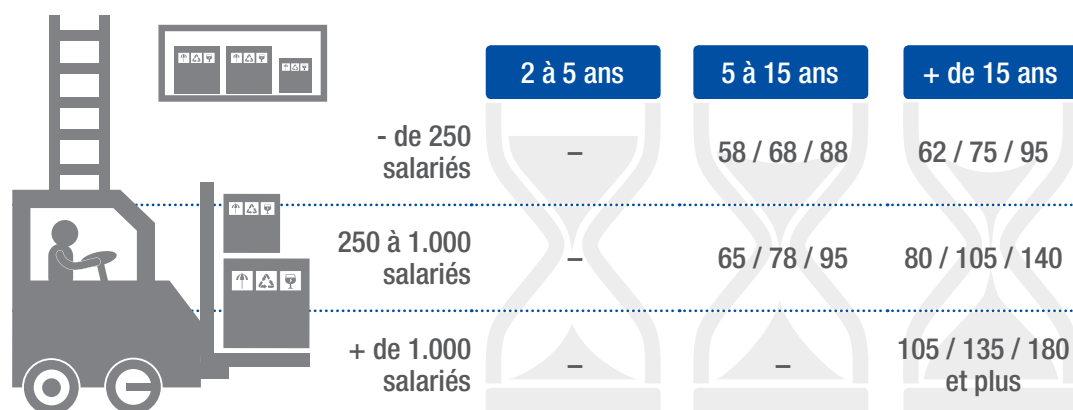 2 à 5 ans 5 à 15 ans + de 15 ans
- de 250
salariés
– 58 / 68 / 88 62 / 75 / 95
250 à 1.000
salariés
– 65 / 78 / 95 80 / 105 / 140
+ de 1.000
salariés
– – 105 / 135 / 180
et plus